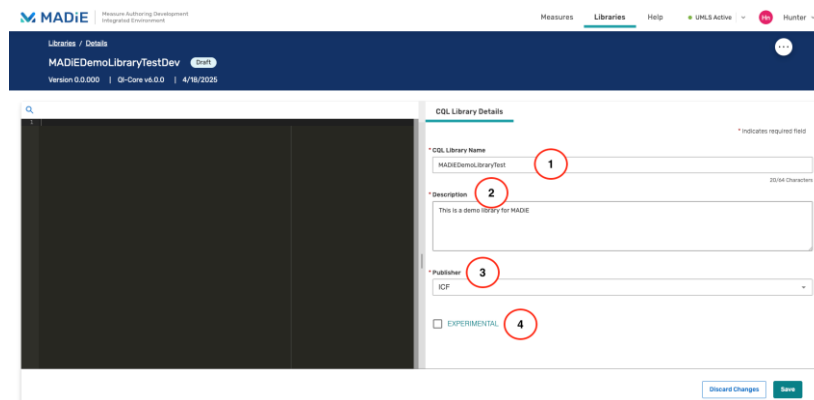 MADiE Measure Authoring Development Integrated Environment Measures Libraries Help UMLS Active Hn Hunter
Libraries / Details
MADiEDemoLibraryTestDev Draft
Version 0.0.000 | QI-Core v6.0.0 | 4/18/2025
CQL Library Details
1
* Indicates required field
* CQL Library Name
MADiEDemoLibraryTest 1
20/64 Characters
* Description 2
This is a demo library for MADiE
* Publisher 3
ICF
EXPERIMENTAL 4
Discard Changes Save